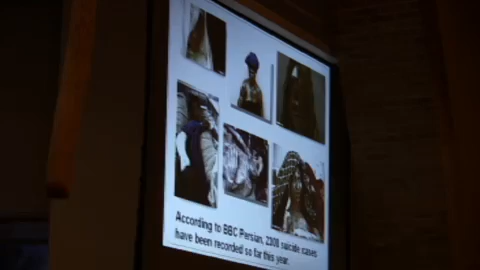 According to BBC Persian, 2300 suicide cases
have been recorded so far this year.